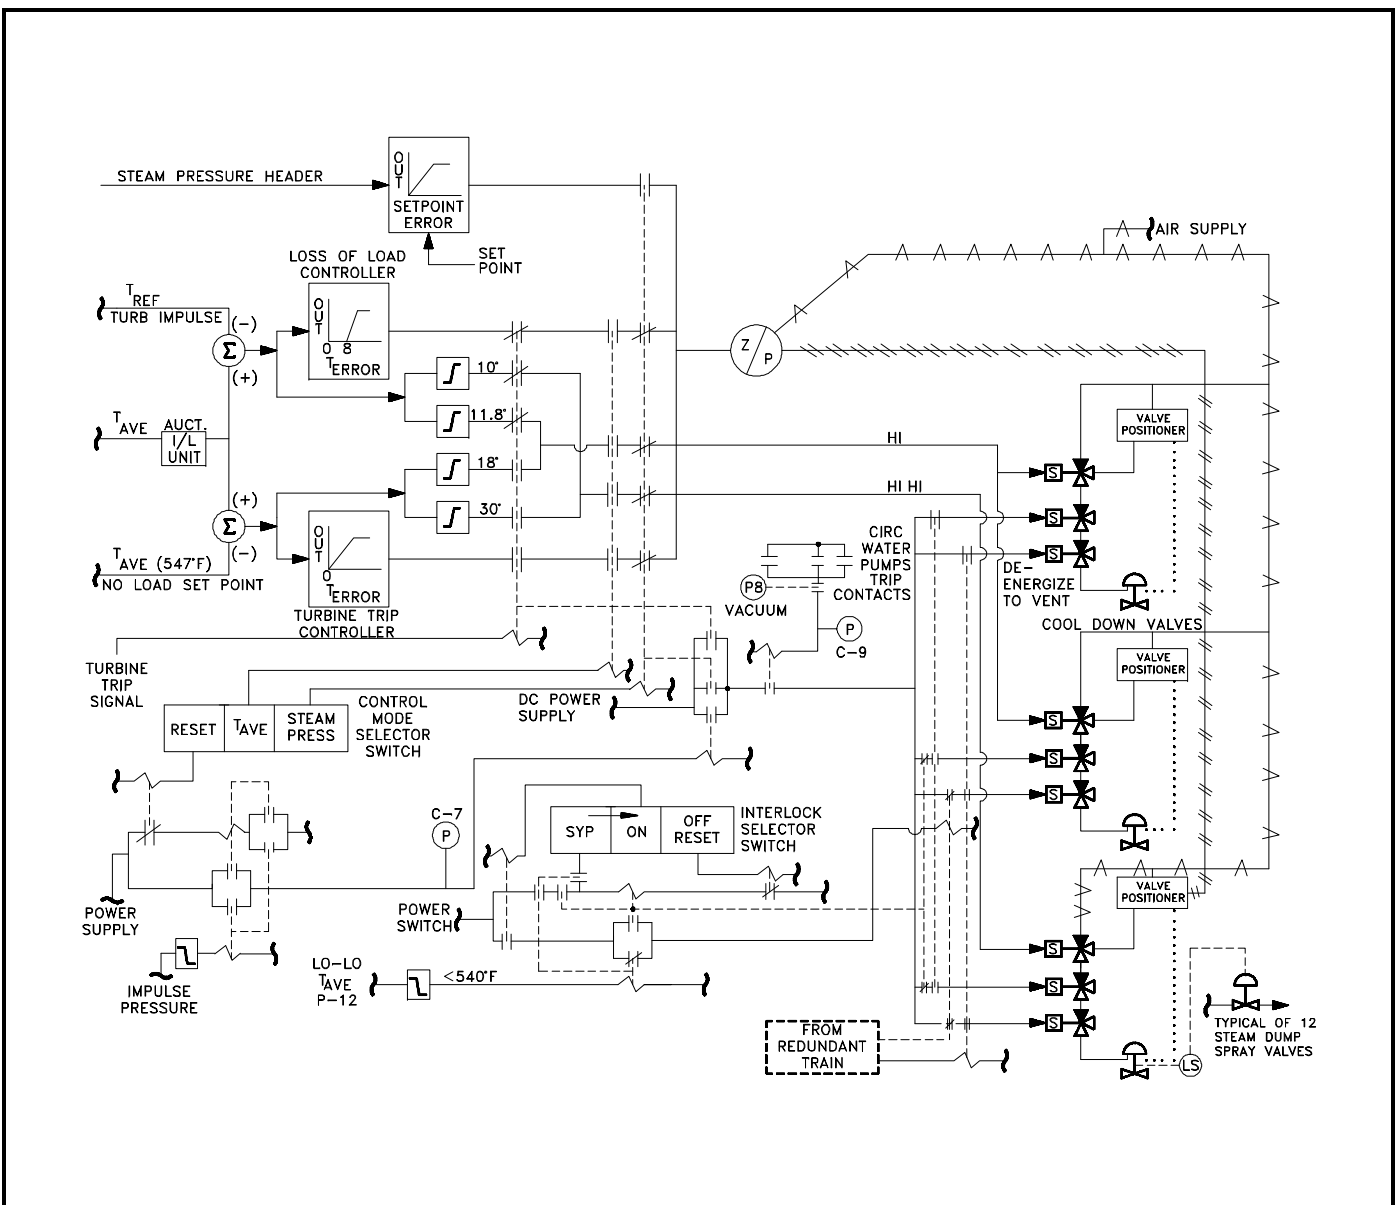 STEAM PRESSURE HEADER
OUT
SETPOINT
ERROR
SET
POINT
AIR SUPPLY
LOSS OF LOAD
CONTROLLER
OUT
0 8
TERROR
TREF
TURB IMPULSE
(-)
Σ
(+)
10°
11.8°
Z/P
TAVE
AUCT.
I/L
UNIT
18°
30°
(+)
Σ
(-)
TAVE (547°F)
NO LOAD SET POINT
OUT
0
TERROR
TURBINE TRIP
CONTROLLER
HI
HI HI
VALVE
POSITIONER
S
S
S
CIRC
WATER
PUMPS
TRIP
CONTACTS
P8
VACUUM
P
C-9
DE-
ENERGIZE
TO VENT
COOL DOWN VALVES
TURBINE
TRIP
SIGNAL
RESET
TAVE
STEAM
PRESS
CONTROL
MODE
SELECTOR
SWITCH
DC POWER
SUPPLY
VALVE
POSITIONER
S
S
S
C-7
P
SYP
ON
OFF
RESET
INTERLOCK
SELECTOR
SWITCH
POWER
SUPPLY
POWER
SWITCH
IMPULSE
PRESSURE
LO-LO
TAVE
P-12
<540°F
VALVE
POSITIONER
S
S
S
FROM
REDUNDANT
TRAIN
LS
TYPICAL OF 12
STEAM DUMP
SPRAY VALVES